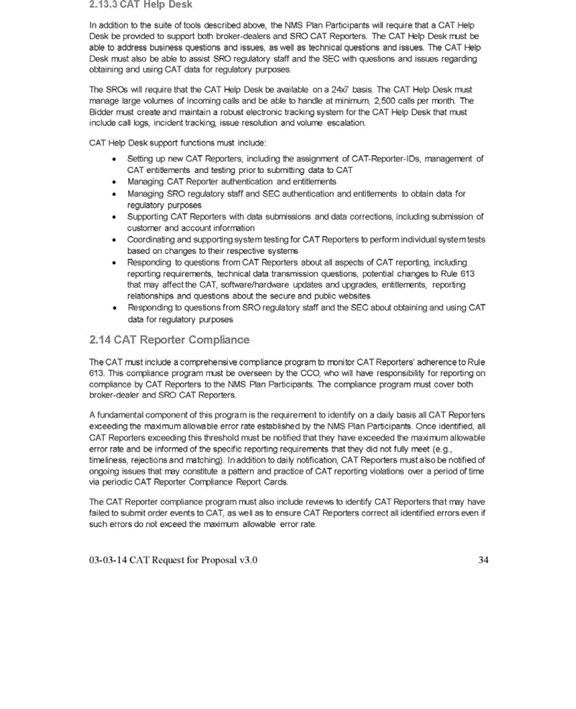 2.13.3 CAT Help Desk
In addition to the suite of tools described above, the NMS Plan Participants will require that a CAT Help
Desk be provided to support both broker-dealers and SRO CAT Reporters. The CAT Help Desk must be
able to address business questions and issues, as well as technical questions and issues. The CAT Help
Desk must also be able to assist SRO regulatory staff and the SEC with questions and issues regarding
obtaining and using CAT data for regulatory purposes.
The SROs will require that the CAT Help Desk be available on a 24x7 basis. The CAT Help Desk must
manage large volumes of incoming calls and be able to handle at minimum, 2,500 calls per month. The
Bidder must create and maintain a robust electronic tracking system for the CAT Help Desk that must
include call logs, incident tracking, issue resolution and volume escalation.
CAT Help Desk support functions must include:
• Setting up new CAT Reporters, including the assignment of CAT-Reporter-IDs, management of
CAT entitlements and testing prior to submitting data to CAT
• Managing CAT Reporter authentication and entitlements
• Managing SRO regulatory staff and SEC authentication and entitlements to obtain data for
regulatory purposes
• Supporting CAT Reporters with data submissions and data corrections, including submission of
customer and account information
• Coordinating and supporting system testing for CAT Reporters to perform individual system tests
based on changes to their respective systems
• Responding to questions from CAT Reporters about all aspects of CAT reporting, including
reporting requirements, technical data transmission questions, potential changes to Rule 613
that may affect the CAT, software/hardware updates and upgrades, entitlements, reporting
relationships and questions about the secure and public websites
• Responding to questions from SRO regulatory staff and the SEC about obtaining and using CAT
data for regulatory purposes
2.14 CAT Reporter Compliance
The CAT must include a comprehensive compliance program to monitor CAT Reporters' adherence to Rule
613. This compliance program must be overseen by the CCO, who will have responsibility for reporting on
compliance by CAT Reporters to the NMS Plan Participants. The compliance program must cover both
broker-dealer and SRO CAT Reporters.
A fundamental component of this program is the requirement to identify on a daily basis all CAT Reporters
exceeding the maximum allowable error rate established by the NMS Plan Participants. Once identified, all
CAT Reporters exceeding this threshold must be notified that they have exceeded the maximum allowable
error rate and be informed of the specific reporting requirements that they did not fully meet (e.g.,
timeliness, rejections and matching). In addition to daily notification, CAT Reporters must also be notified of
ongoing issues that may constitute a pattern and practice of CAT reporting violations over a period of time
via periodic CAT Reporter Compliance Report Cards.
The CAT Reporter compliance program must also include reviews to identify CAT Reporters that may have
failed to submit order events to CAT, as well as to ensure CAT Reporters correct all identified errors even if
such errors do not exceed the maximum allowable error rate.
03-03-14 CAT Request for Proposal v3.0 34